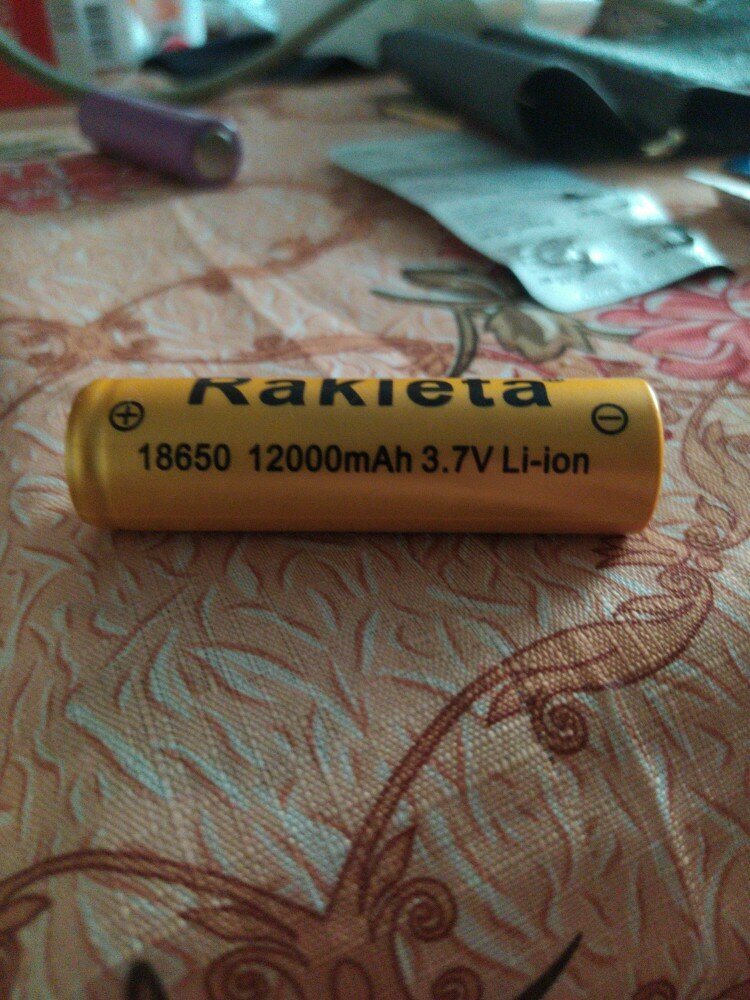 Rakieta
⊕ ⊖
18650 12000mAh 3.7V Li-ion